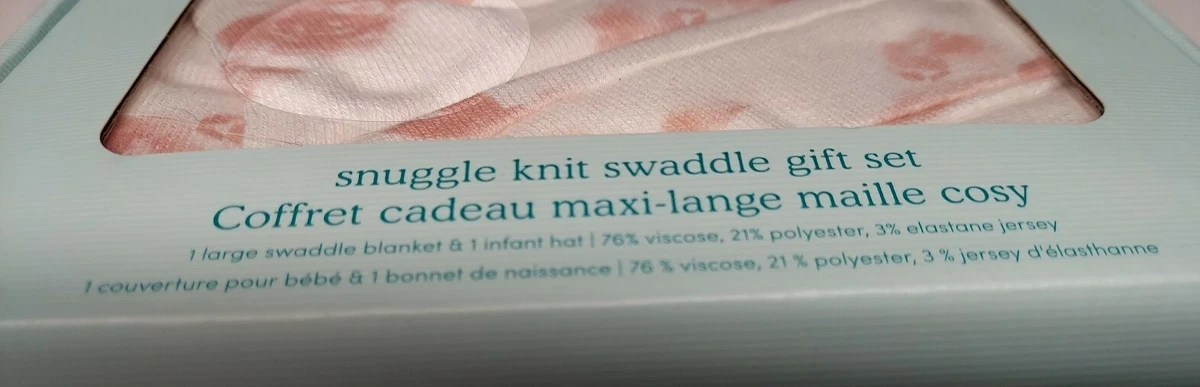 snuggle knit swaddle gift set
Coffret cadeau maxi-lange maille cosy
1 large swaddle blanket & 1 infant hat | 76% viscose, 21% polyester, 3% elastane jersey
1 couverture pour bébé & 1 bonnet de naissance | 76 % viscose, 21 % polyester, 3 % jersey d'élasthanne